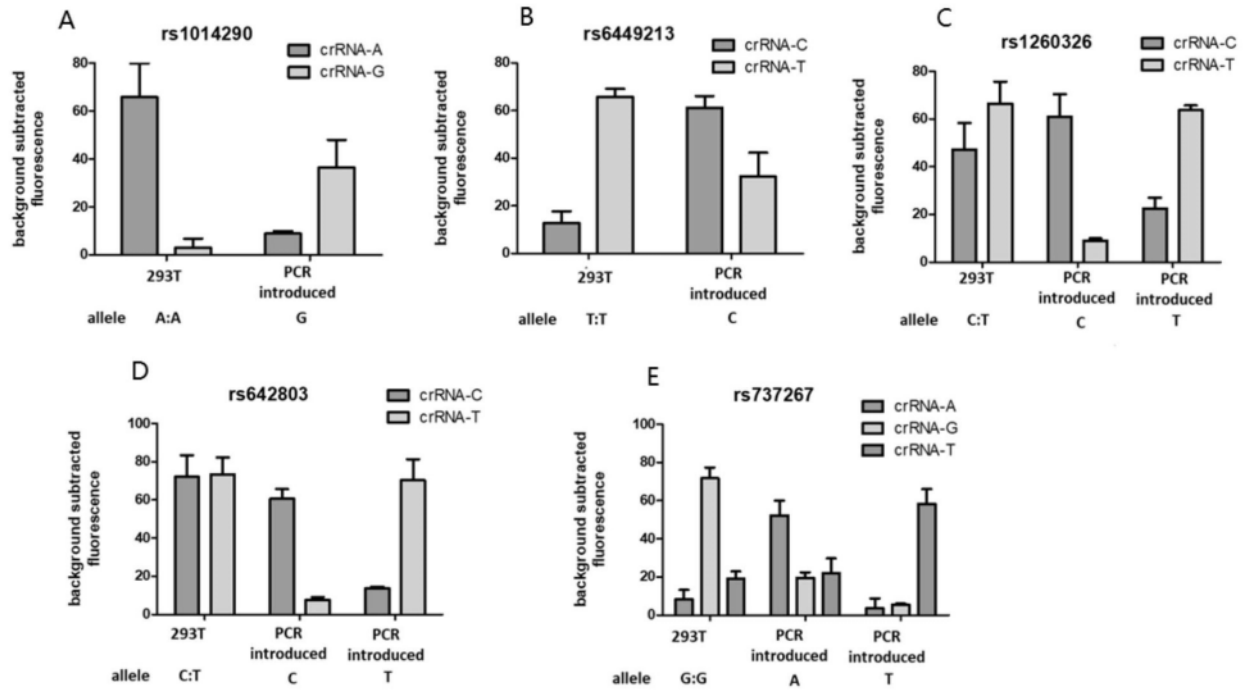 A
rs1014290
crRNA-A
crRNA-G
background subtracted
fluorescence
80
60
40
20
0
293T
PCR
introduced
allele A:A G
B
rs6449213
crRNA-C
crRNA-T
background subtracted
fluorescence
80
60
40
20
0
293T
PCR
introduced
allele T:T C
C
rs1260326
crRNA-C
crRNA-T
background subtracted
fluorescence
80
60
40
20
0
293T
PCR
introduced
PCR
introduced
allele C:T C T
D
rs642803
crRNA-C
crRNA-T
background subtracted
fluorescence
100
80
60
40
20
0
293T
PCR
introduced
PCR
introduced
allele C:T C T
E
rs737267
crRNA-A
crRNA-G
crRNA-T
background subtracted
fluorescence
100
80
60
40
20
0
293T
PCR
introduced
PCR
introduced
allele G:G A T